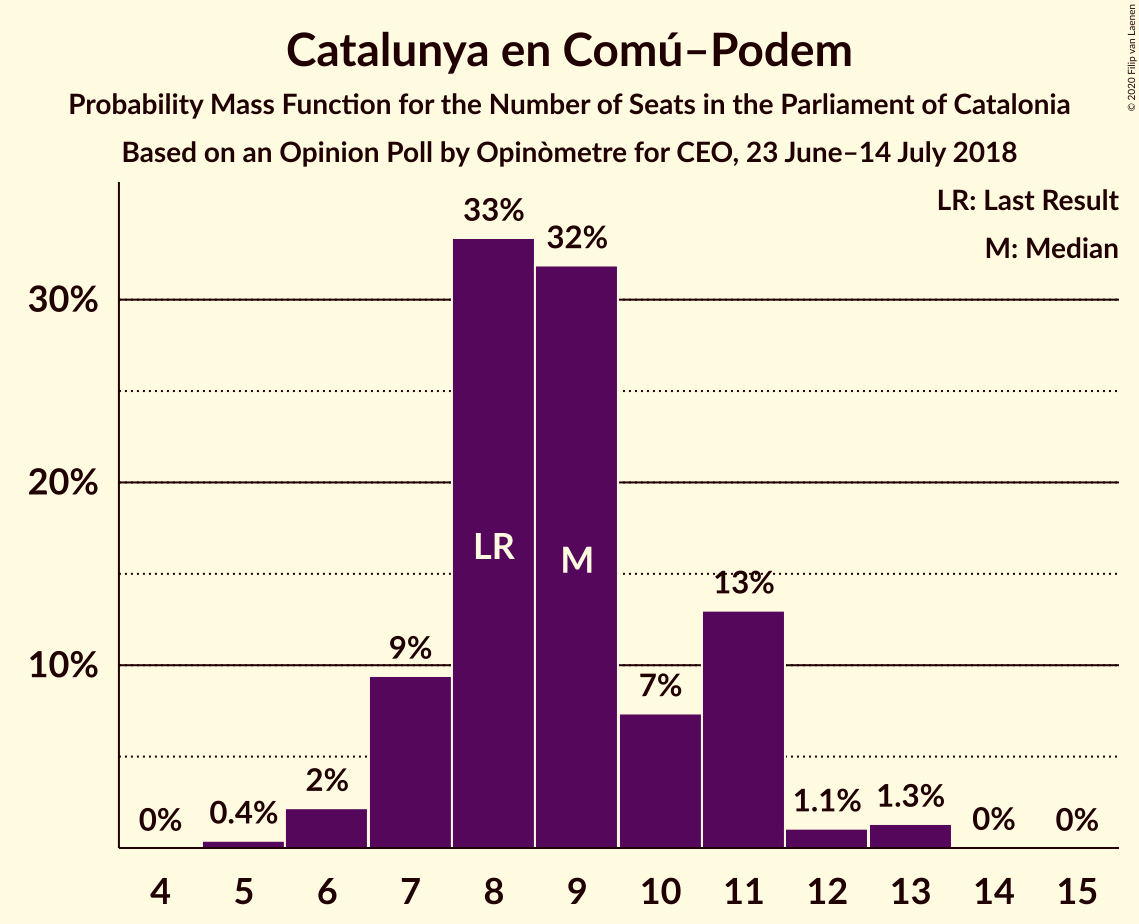 Catalunya en Comú–Podem
Probability Mass Function for the Number of Seats in the Parliament of Catalonia
Based on an Opinion Poll by Opinòmetre for CEO, 23 June–14 July 2018
© 2020 Filip van Laenen
LR: Last Result
M: Median
33%
32%
30%
20%
LR
M
13%
9%
10%
7%
2%
0%
0.4%
1.1%
1.3%
0%
0%
4 5 6 7 8 9 10 11 12 13 14 15